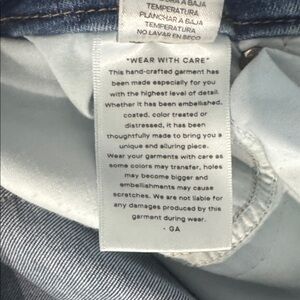 A BAJA
TEMPERATURA
PLANCHAR A BAJA
TEMPERATURA
NO LAVAR EN SECO
"WEAR WITH CARE"
This hand-crafted garment has
been made especially for you
with the highest level of detail.
Whether it has been embellished,
coated, color treated or
distressed, it has been
thoughtfully made to bring you a
unique and alluring piece.
Wear your garments with care as
some colors may transfer, holes
may become bigger and
embellishments may cause
scratches. We are not liable for
any damages produced by this
garment during wear.
- GA